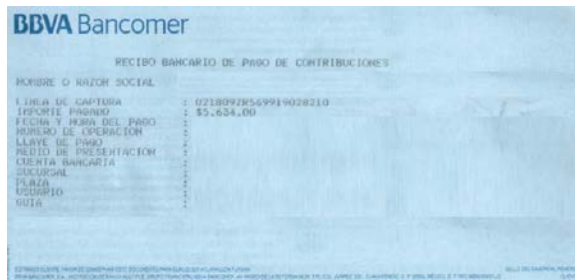 BBVA Bancomer
RECIBO BANCARIO DE PAGO DE CONTRIBUCIONES
NOMBRE O RAZON SOCIAL
LINEA DE CAPTURA : 0218092R569919028210
IMPORTE PAGADO : $5,634.00
FECHA Y HORA DEL PAGO :
NUMERO DE OPERACION :
LLAVE DE PAGO :
MEDIO DE PRESENTACION :
CUENTA BANCARIA :
SUCURSAL :
PLAZA :
USUARIO :
GUIA :